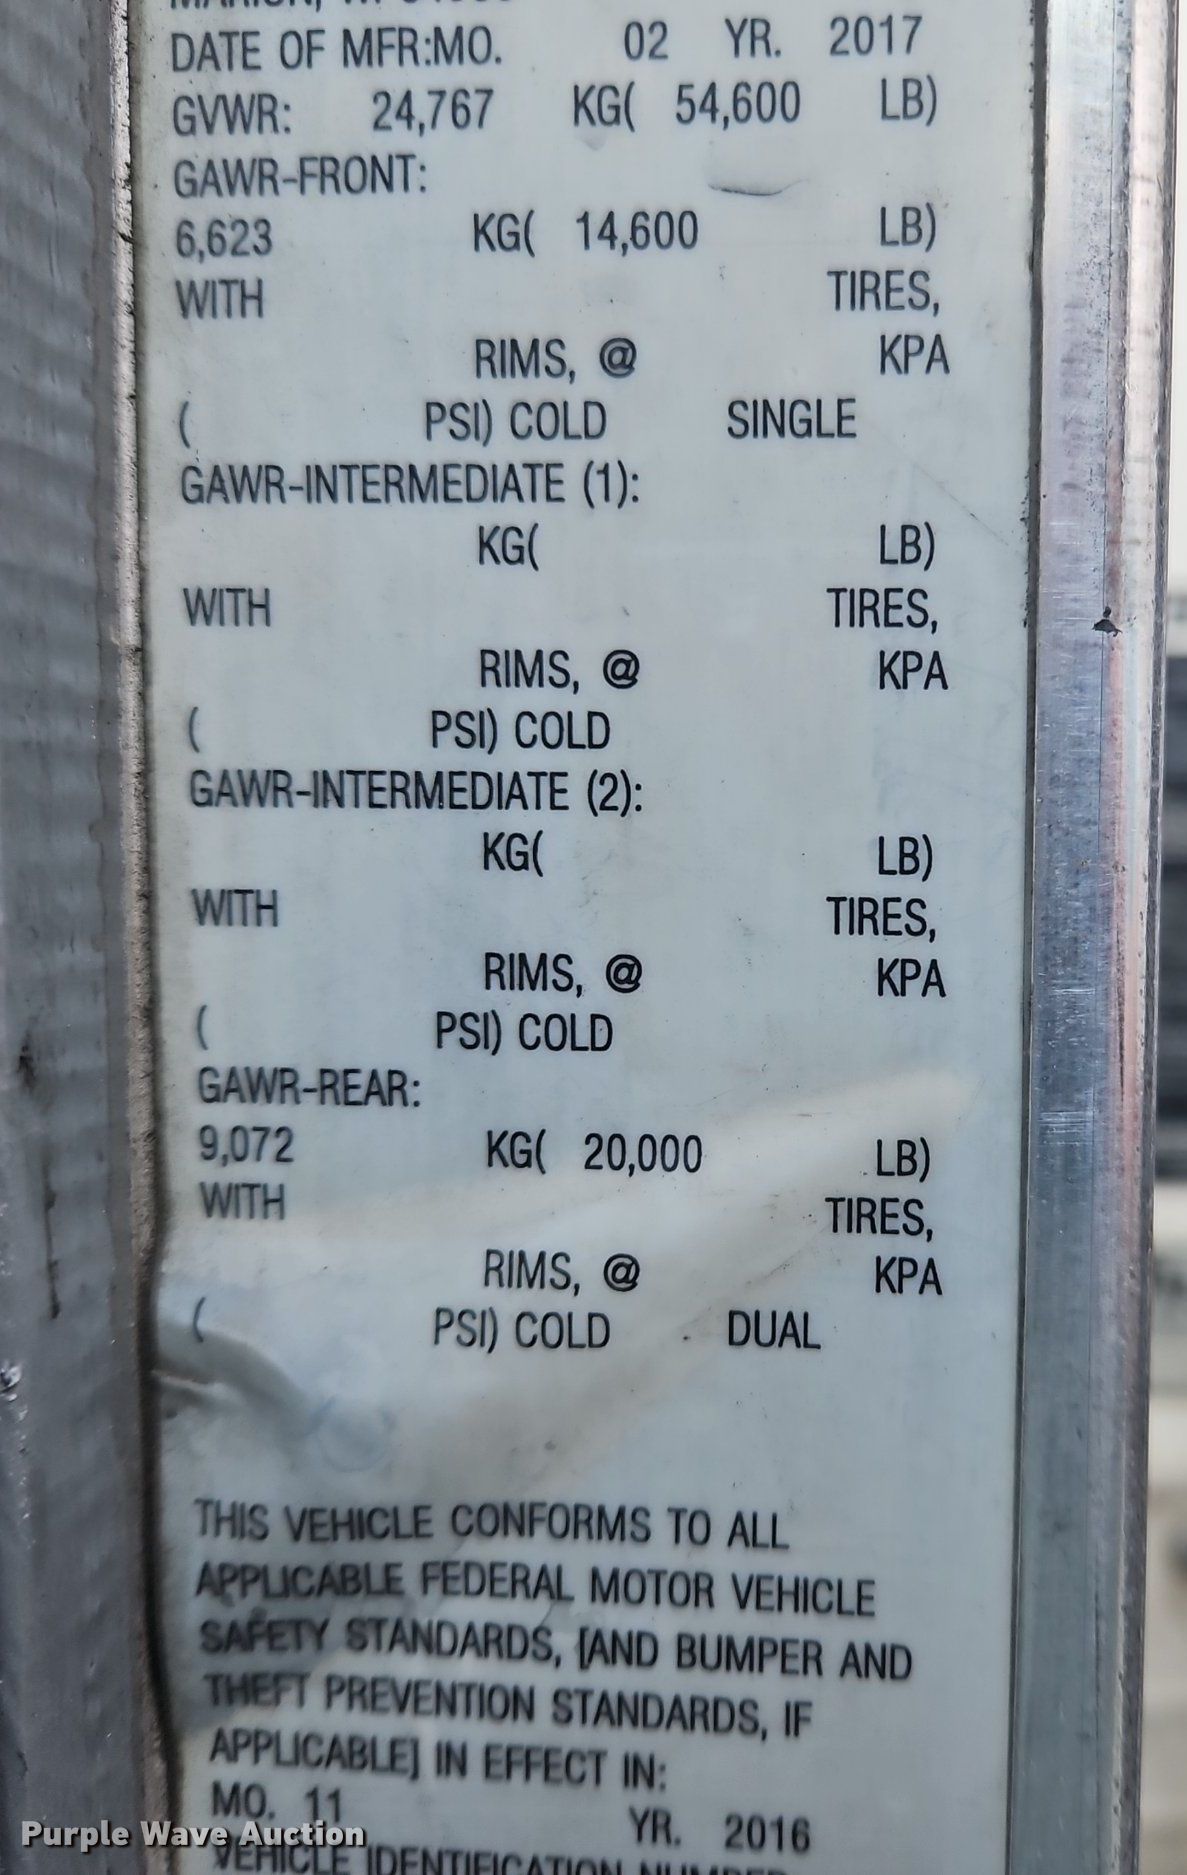 MARION, WI
DATE OF MFR:MO. 02 YR. 2017
GVWR: 24,767 KG( 54,600 LB)
GAWR-FRONT:
6,623 KG( 14,600 LB)
WITH TIRES,
RIMS, @ KPA
( PSI) COLD SINGLE
GAWR-INTERMEDIATE (1):
KG( LB)
WITH TIRES,
RIMS, @ KPA
( PSI) COLD
GAWR-INTERMEDIATE (2):
KG( LB)
WITH TIRES,
RIMS, @ KPA
( PSI) COLD
GAWR-REAR:
9,072 KG( 20,000 LB)
WITH TIRES,
RIMS, @ KPA
( PSI) COLD DUAL
THIS VEHICLE CONFORMS TO ALL
APPLICABLE FEDERAL MOTOR VEHICLE
SAFETY STANDARDS, [AND BUMPER AND
THEFT PREVENTION STANDARDS, IF
APPLICABLE] IN EFFECT IN:
MO. 11 YR. 2016
Purple Wave Auction
VEHICLE IDENTIFICATION NUMBER